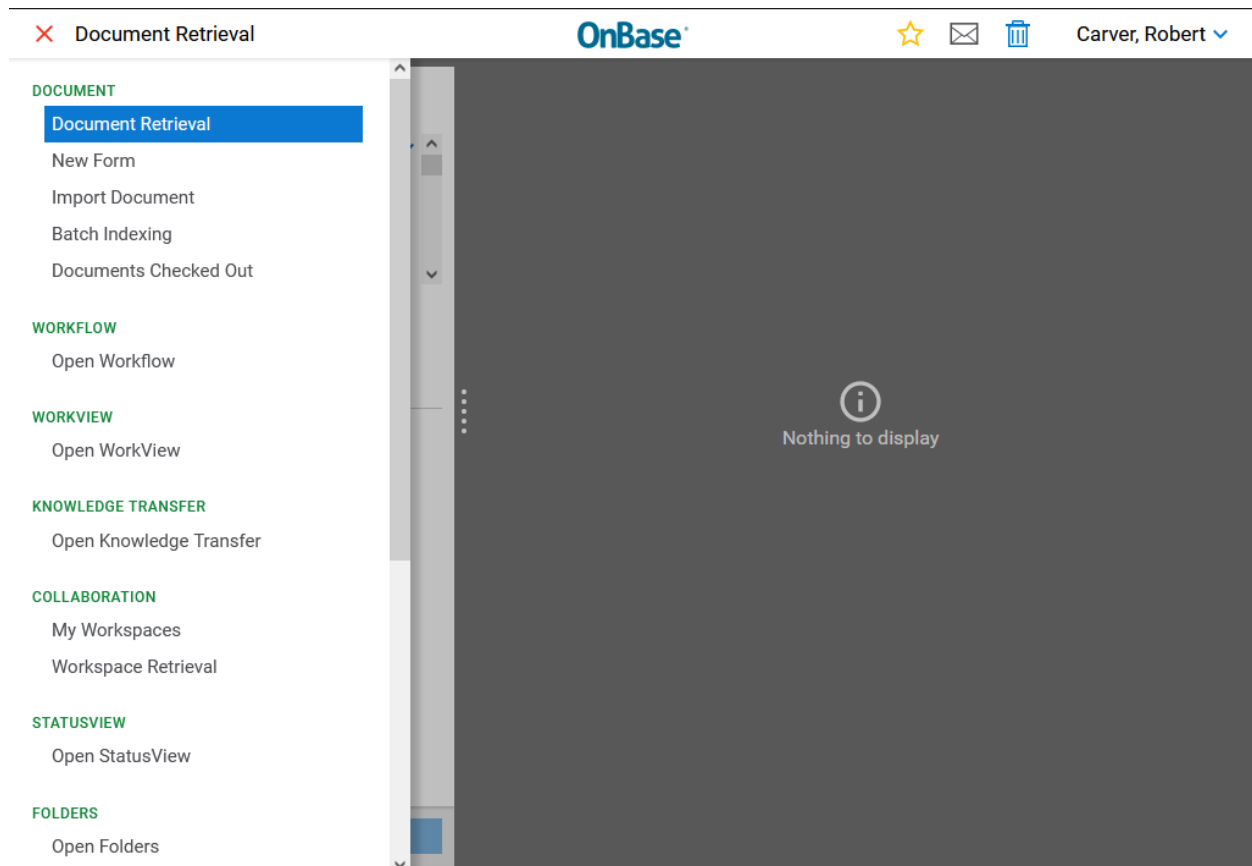 Document Retrieval
OnBase
Carver, Robert
DOCUMENT
Document Retrieval
New Form
Import Document
Batch Indexing
Documents Checked Out
WORKFLOW
Open Workflow
WORKVIEW
Open WorkView
KNOWLEDGE TRANSFER
Open Knowledge Transfer
COLLABORATION
My Workspaces
Workspace Retrieval
STATUSVIEW
Open StatusView
FOLDERS
Open Folders
Nothing to display